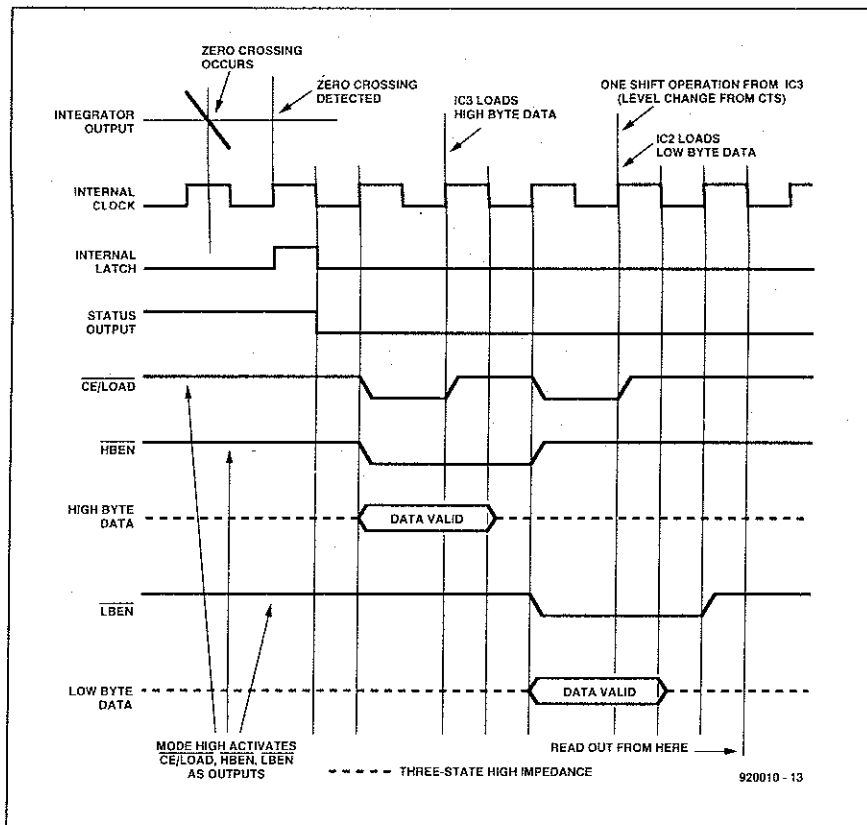 ZERO CROSSING
OCCURS
ZERO CROSSING
DETECTED
ONE SHIFT OPERATION FROM IC3
(LEVEL CHANGE FROM CTS)
IC3 LOADS
HIGH BYTE DATA
IC2 LOADS
LOW BYTE DATA
INTEGRATOR
OUTPUT
INTERNAL
CLOCK
INTERNAL
LATCH
STATUS
OUTPUT
CE/LOAD
HBEN
HIGH BYTE
DATA
DATA VALID
LBEN
LOW BYTE
DATA
DATA VALID
MODE HIGH ACTIVATES
CE/LOAD, HBEN, LBEN
AS OUTPUTS
READ OUT FROM HERE
THREE-STATE HIGH IMPEDANCE
920010 - 13